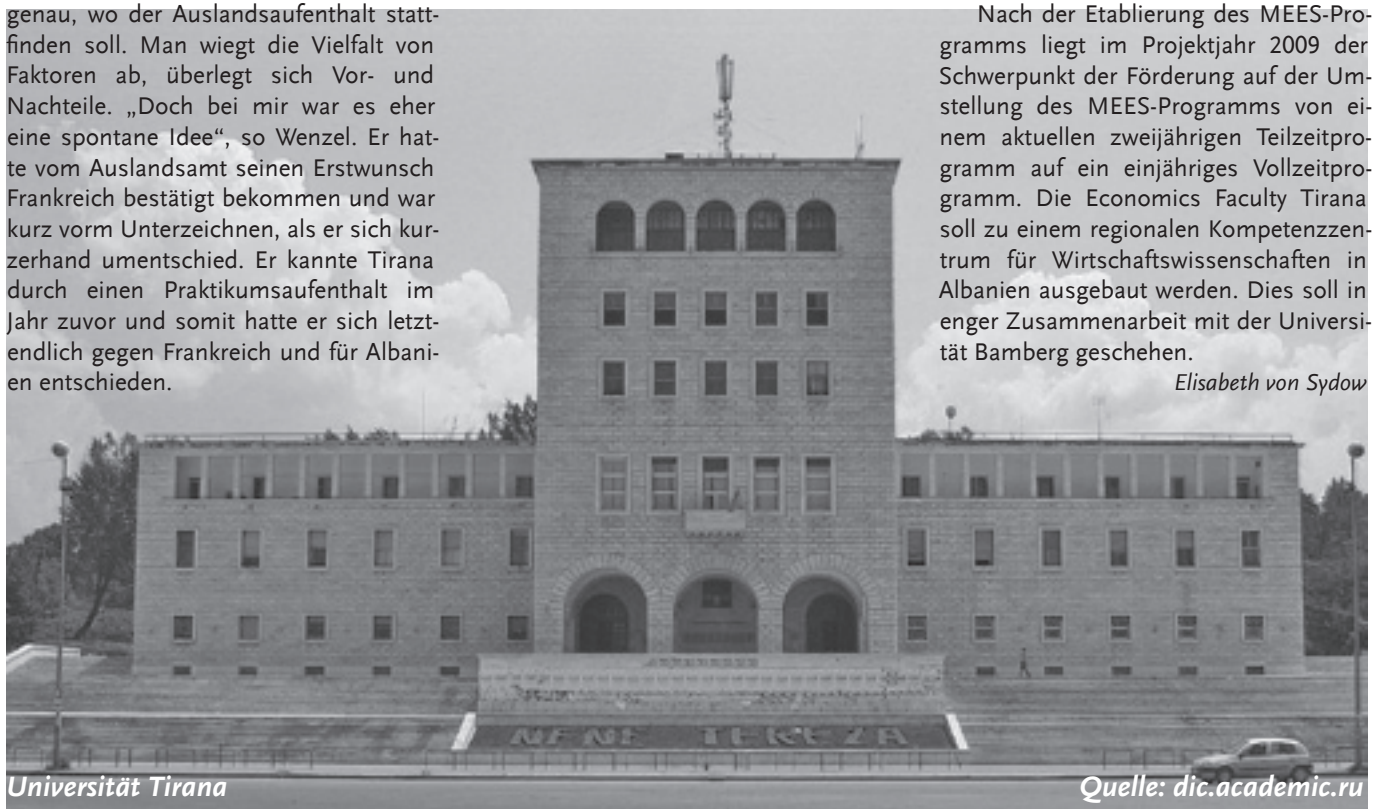 genau, wo der Auslandsaufenthalt statt-
finden soll. Man wiegt die Vielfalt von
Faktoren ab, überlegt sich Vor- und
Nachteile. „Doch bei mir war es eher
eine spontane Idee“, so Wenzel. Er hat-
te vom Auslandsamt seinen Erstwunsch
Frankreich bestätigt bekommen und war
kurz vorm Unterzeichnen, als er sich kur-
zerhand umentschied. Er kannte Tirana
durch einen Praktikumsaufenthalt im
Jahr zuvor und somit hatte er sich letzt-
endlich gegen Frankreich und für Albani-
en entschieden.
Nach der Etablierung des MEES-Pro-
gramms liegt im Projektjahr 2009 der
Schwerpunkt der Förderung auf der Um-
stellung des MEES-Programms von ei-
nem aktuellen zweijährigen Teilzeitpro-
gramm auf ein einjähriges Vollzeitpro-
gramm. Die Economics Faculty Tirana
soll zu einem regionalen Kompetenzzen-
trum für Wirtschaftswissenschaften in
Albanien ausgebaut werden. Dies soll in
enger Zusammenarbeit mit der Universi-
tät Bamberg geschehen.
Elisabeth von Sydow
NENE TEREZA
Universität Tirana
Quelle: dic.academic.ru